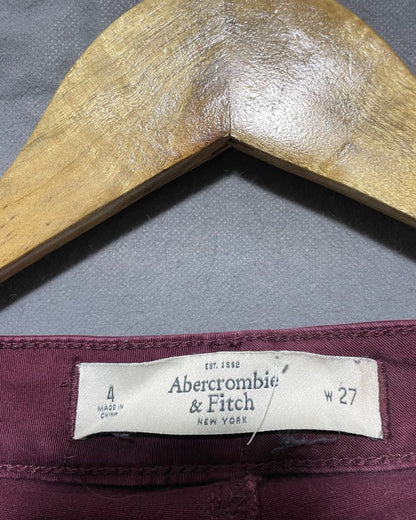 EST. 1892
Abercrombie
& Fitch
NEW YORK
4
MADE IN
CHINA
W 27